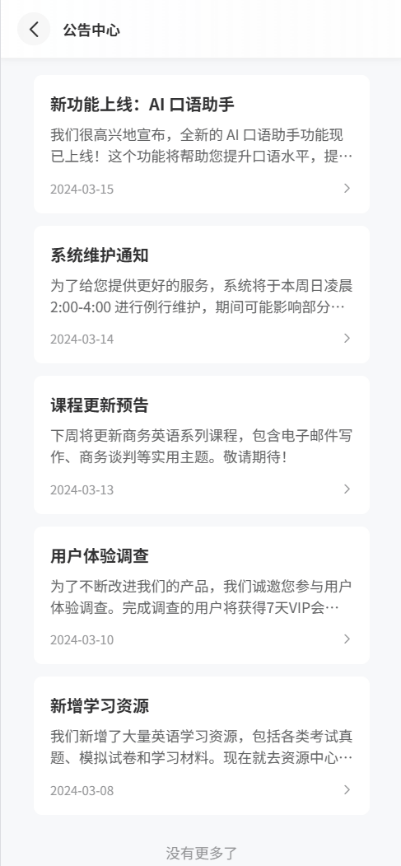 公告中心
新功能上线：AI 口语助手
我们很高兴地宣布，全新的 AI 口语助手功能现
已上线！这个功能将帮助您提升口语水平，提…
2024-03-15
系统维护通知
为了给您提供更好的服务，系统将于本周日凌晨
2:00-4:00 进行例行维护，期间可能影响部分…
2024-03-14
课程更新预告
下周将更新商务英语系列课程，包含电子邮件写
作、商务谈判等实用主题。敬请期待！
2024-03-13
用户体验调查
为了不断改进我们的产品，我们诚邀您参与用户
体验调查。完成调查的用户将获得7天VIP会…
2024-03-10
新增学习资源
我们新增了大量英语学习资源，包括各类考试真
题、模拟试卷和学习材料。现在就去资源中心…
2024-03-08
没有更多了